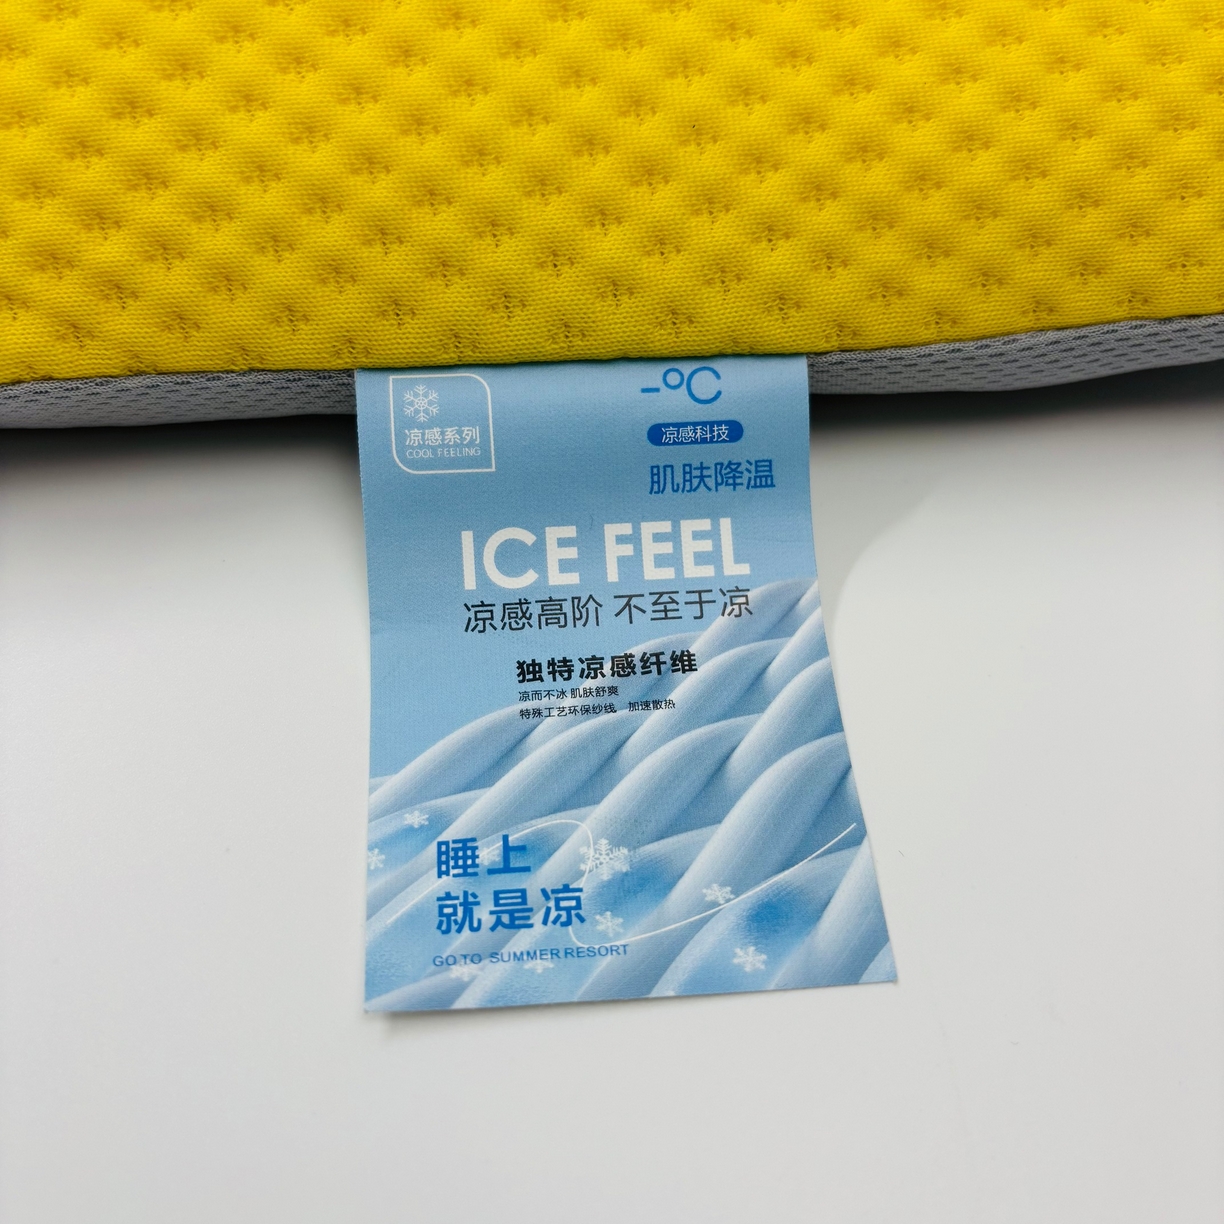 凉感系列
COOL FEELING
-°C
凉感科技
肌肤降温
ICE FEEL
凉感高阶 不至于凉
独特凉感纤维
凉而不冰 肌肤舒爽
特殊工艺环保纱线 加速散热
睡上
就是凉
GO TO SUMMER RESORT